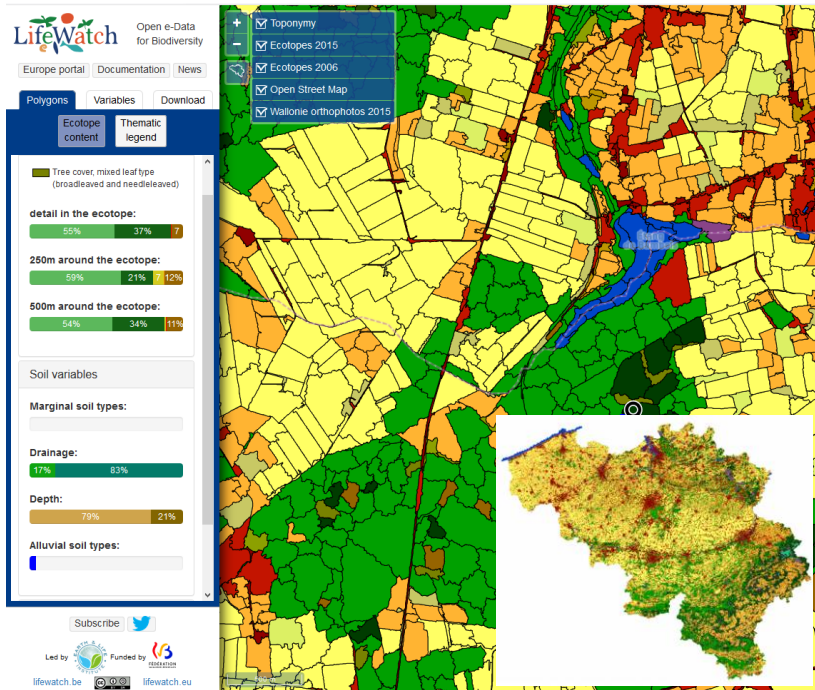 LifeWatch
Open e-Data
for Biodiversity
Europe portal
Documentation
News
Polygons
Variables
Download
Ecotope
content
Thematic
legend
Tree cover, mixed leaf type
(broadleaved and needleleaved)
detail in the ecotope:
55% 37% 7
250m around the ecotope:
59% 21% 7 12%
500m around the ecotope:
54% 34% 11%
Soil variables
Marginal soil types:
Drainage:
17% 83%
Depth:
79% 21%
Alluvial soil types:
Subscribe
Led by
EARTH & LIFE
INSTITUTE
Funded by
FÉDÉRATION
lifewatch.be
lifewatch.eu
+
−
Toponymy
Ecotopes 2015
Ecotopes 2006
Open Street Map
Wallonie orthophotos 2015